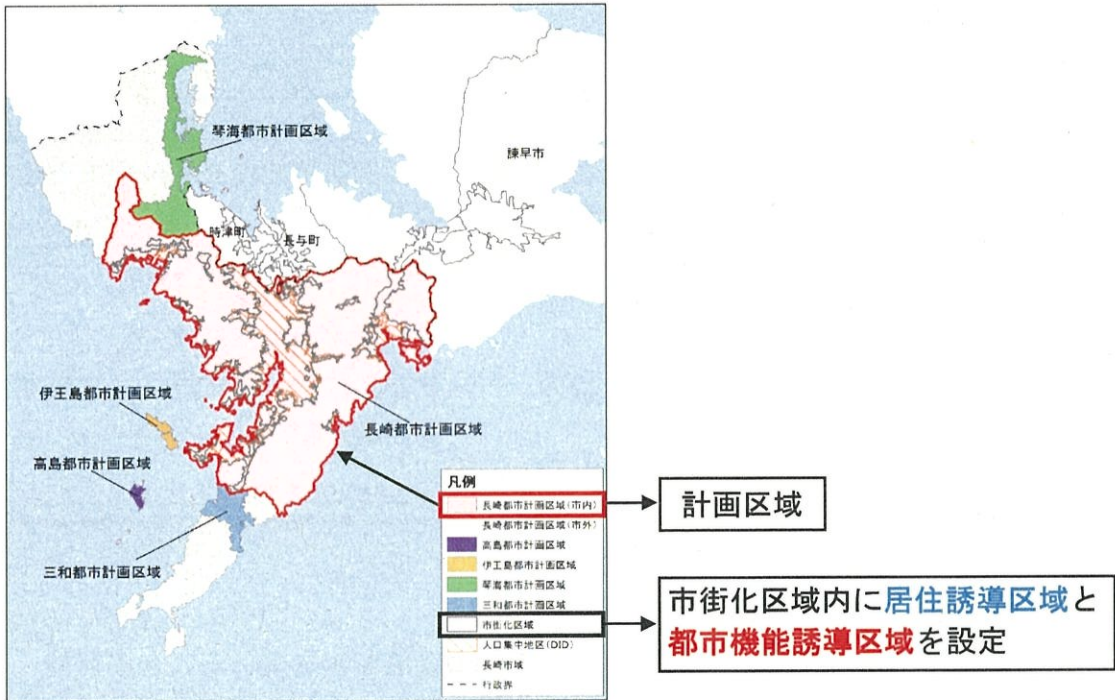 琴海都市計画区域
諫早市
時津町
長与町
伊王島都市計画区域
長崎都市計画区域
高島都市計画区域
三和都市計画区域
凡例
長崎都市計画区域(市内)
長崎都市計画区域(市外)
高島都市計画区域
伊王島都市計画区域
琴海都市計画区域
三和都市計画区域
市街化区域
人口集中地区(DID)
長崎市域
行政界
計画区域
市街化区域内に居住誘導区域と
都市機能誘導区域を設定